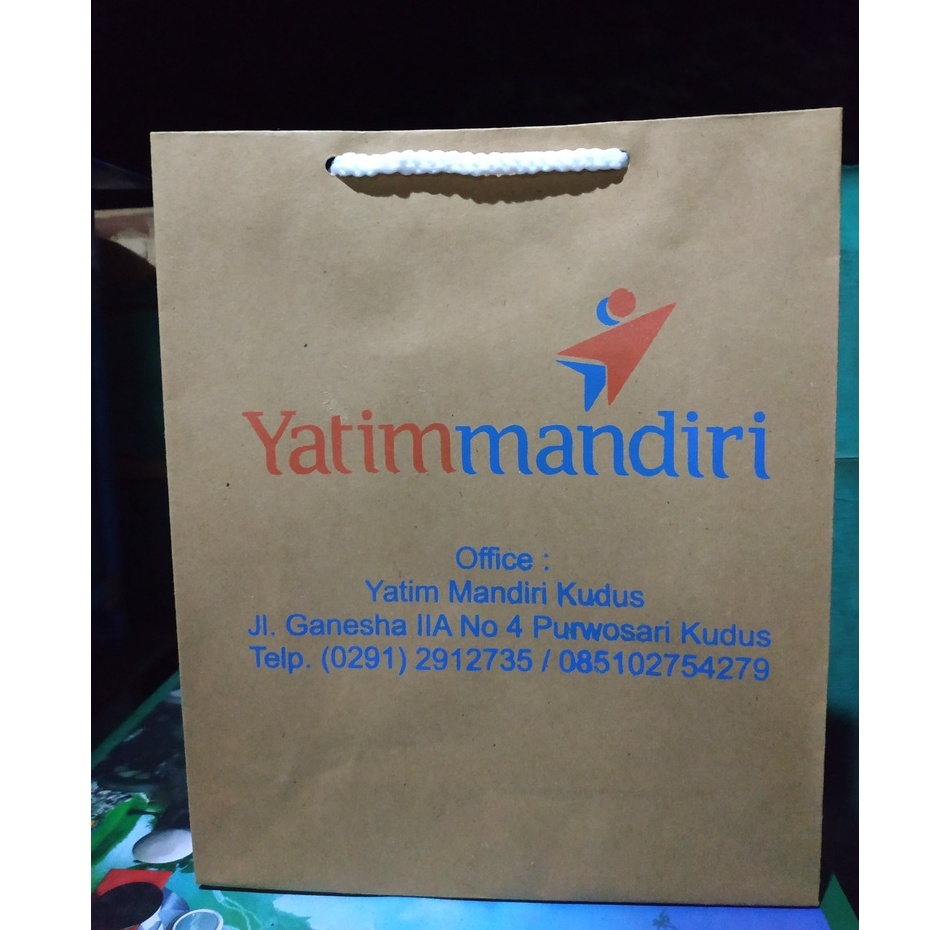 Yatimmandiri
Office :
Yatim Mandiri Kudus
Jl. Ganesha IIA No 4 Purwosari Kudus
Telp. (0291) 2912735 / 085102754279